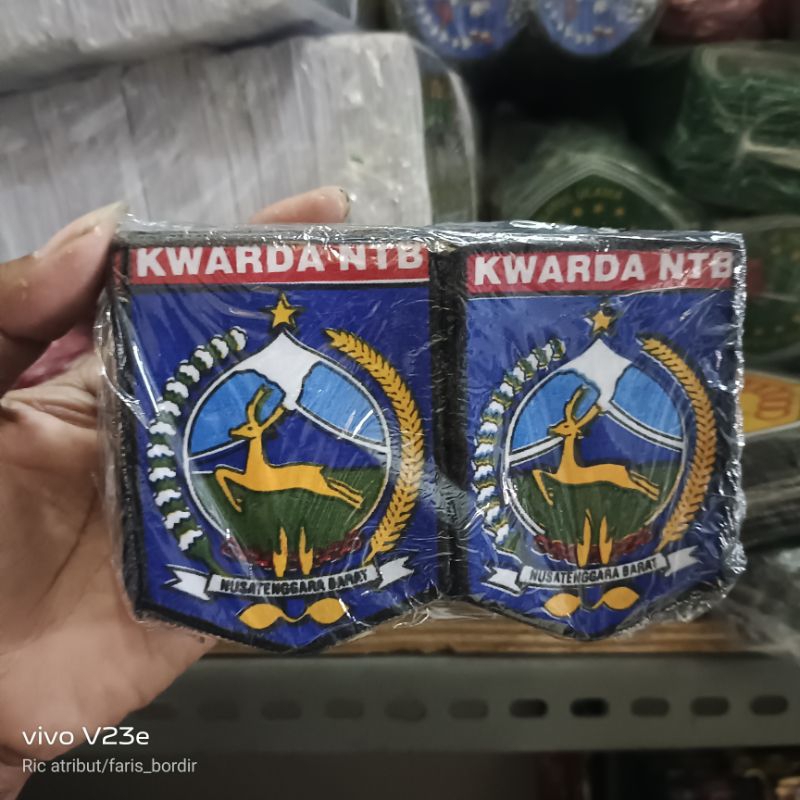 KWARDA NTB
NUSATENGGARA BARAT
KWARDA NTB
NUSATENGGARA BARAT
vivo V23e
Ric atribut/faris_bordir